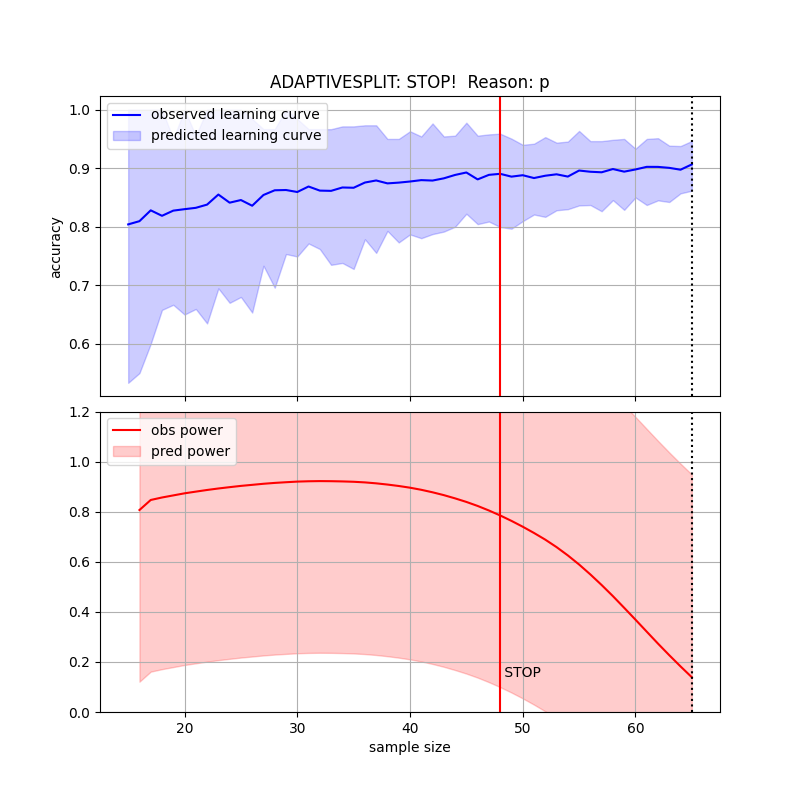 ADAPTIVESPLIT: STOP!  Reason: p
observed learning curve
predicted learning curve
1.0
0.9
0.8
0.7
0.6
accuracy
obs power
pred power
1.2
1.0
0.8
0.6
0.4
0.2
0.0
STOP
20 30 40 50 60
sample size